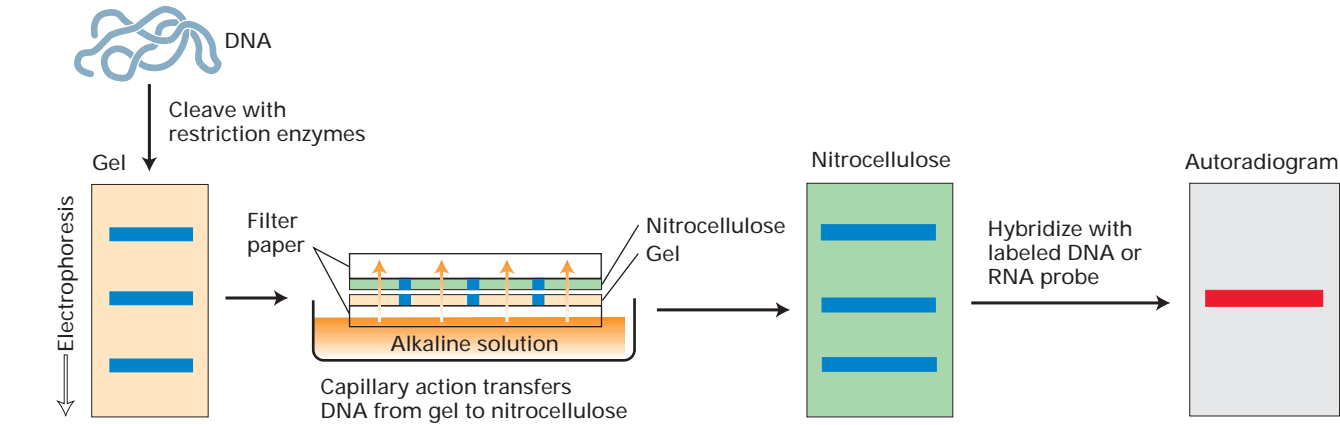 DNA
Cleave with
restriction enzymes
Gel
Electrophoresis
Filter
paper
Nitrocellulose
Gel
Alkaline solution
Capillary action transfers
DNA from gel to nitrocellulose
Nitrocellulose
Hybridize with
labeled DNA or
RNA probe
Autoradiogram